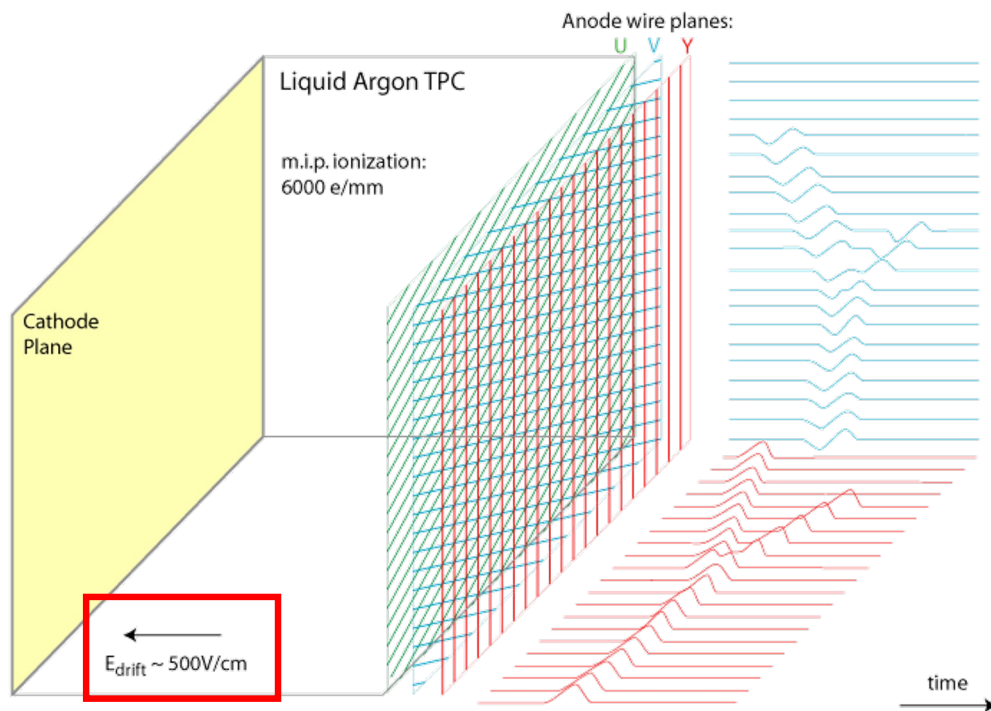 Anode wire planes:
U V Y
Liquid Argon TPC
m.i.p. ionization:
6000 e/mm
Cathode
Plane
E_drift ~ 500V/cm
time